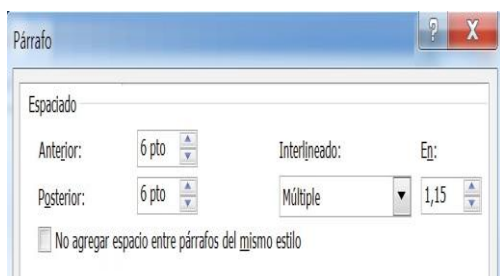 Párrafo ? X
Espaciado
Anterior: 6 pto Interlineado: En:
Posterior: 6 pto Múltiple 1,15
No agregar espacio entre párrafos del mismo estilo